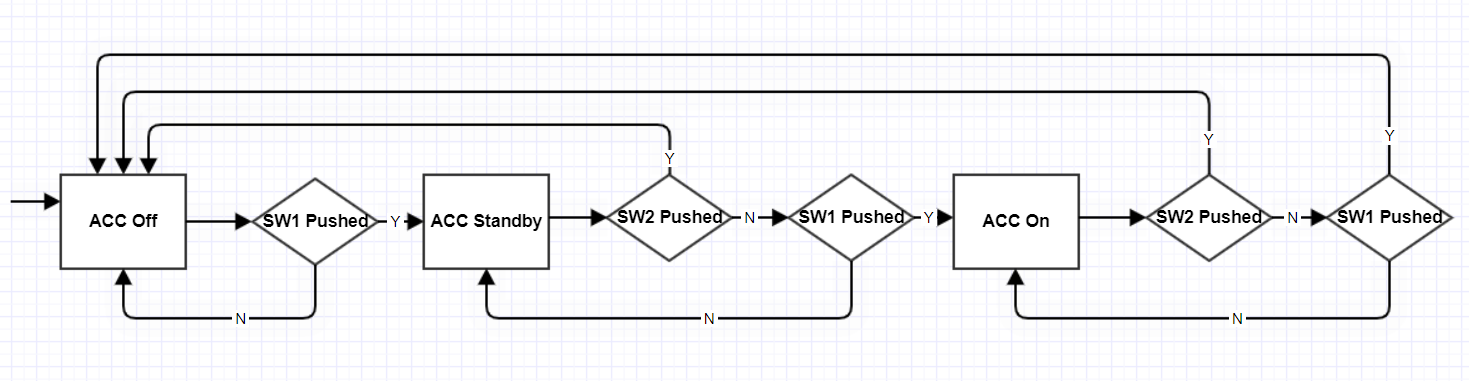 Y
Y
Y
ACC Off
SW1 Pushed
Y
ACC Standby
SW2 Pushed
N
SW1 Pushed
Y
ACC On
SW2 Pushed
N
SW1 Pushed
N
N
N